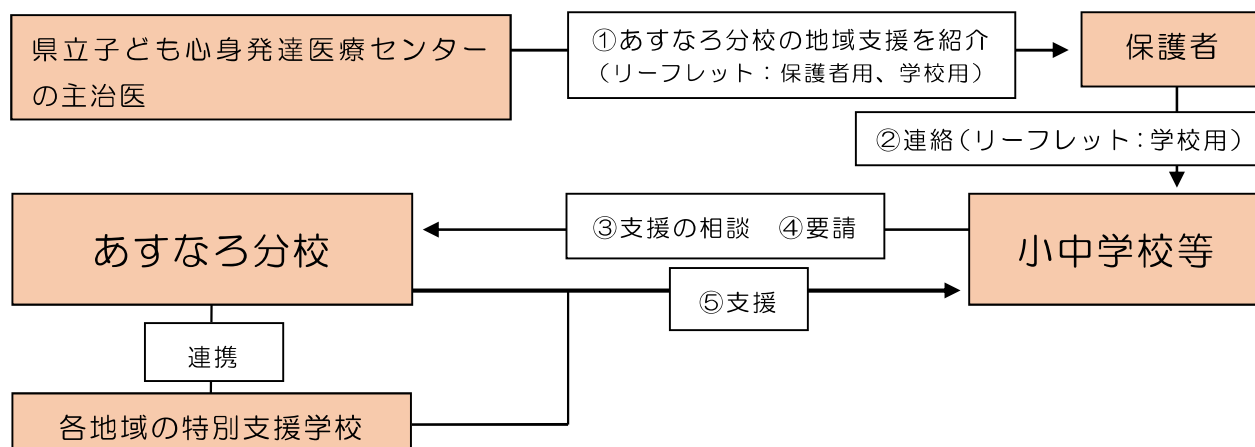 県立子ども心身発達医療センター
の主治医
①あすなろ分校の地域支援を紹介
（リーフレット：保護者用、学校用）
保護者
②連絡（リーフレット：学校用）
あすなろ分校
③支援の相談　④要請
小中学校等
⑤支援
連携
各地域の特別支援学校